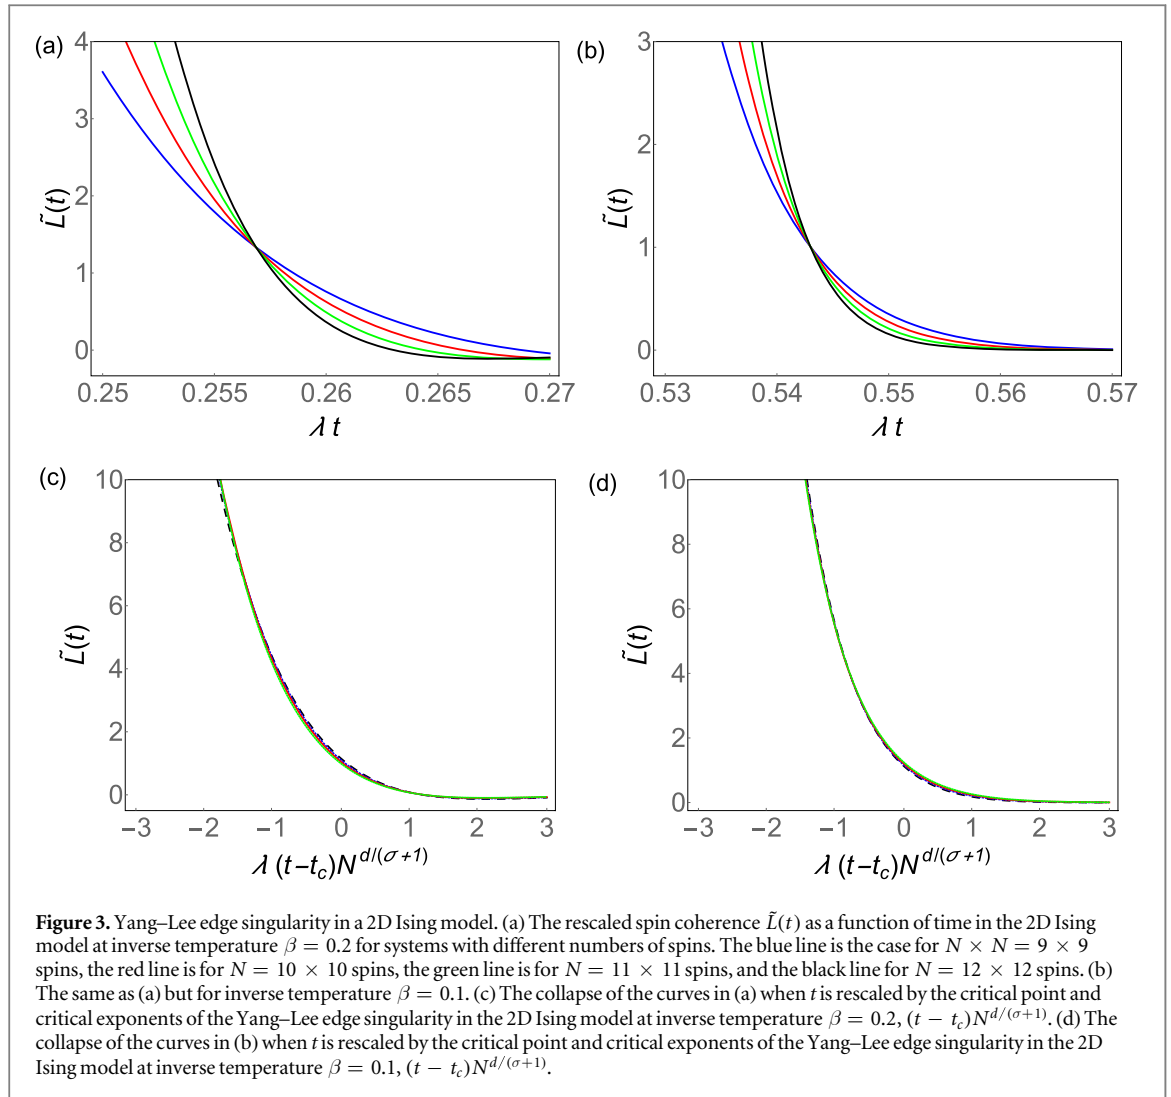 (a)
4
3
2
1
0
L̃(t)
0.25 0.255 0.26 0.265 0.27
λ t
(b)
3
2
1
0
L̃(t)
0.53 0.54 0.55 0.56 0.57
λ t
(c)
10
8
6
4
2
0
L̃(t)
−3 −2 −1 0 1 2 3
λ (t−t_c)N^{d/(σ+1)}
(d)
10
8
6
4
2
0
L̃(t)
−3 −2 −1 0 1 2 3
λ (t−t_c)N^{d/(σ+1)}
Figure 3. Yang–Lee edge singularity in a 2D Ising model. (a) The rescaled spin coherence L̃(t) as a function of time in the 2D Ising
model at inverse temperature β = 0.2 for systems with different numbers of spins. The blue line is the case for N × N = 9 × 9
spins, the red line is for N = 10 × 10 spins, the green line is for N = 11 × 11 spins, and the black line for N = 12 × 12 spins. (b)
The same as (a) but for inverse temperature β = 0.1. (c) The collapse of the curves in (a) when t is rescaled by the critical point and
critical exponents of the Yang–Lee edge singularity in the 2D Ising model at inverse temperature β = 0.2, (t − t_c)N^{d/(σ+1)}. (d) The
collapse of the curves in (b) when t is rescaled by the critical point and critical exponents of the Yang–Lee edge singularity in the 2D
Ising model at inverse temperature β = 0.1, (t − t_c)N^{d/(σ+1)}.